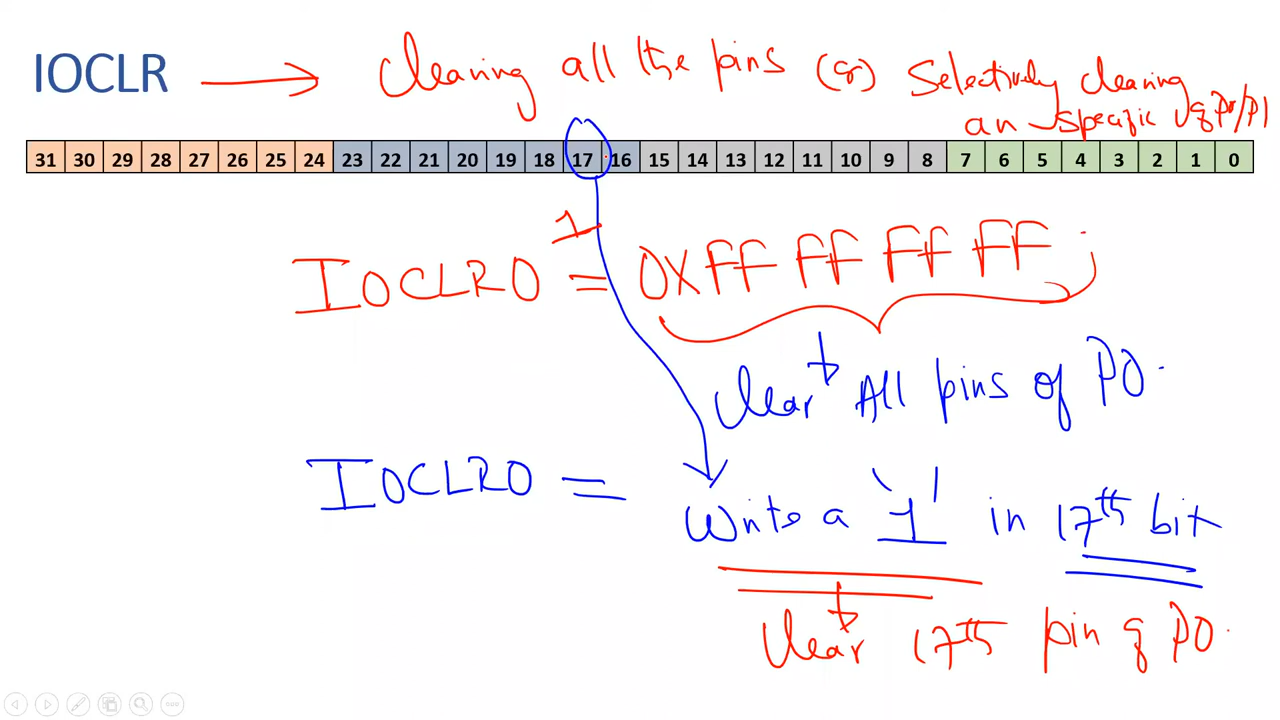 IOCLR → Clearing all the pins (or) Selectively clearing
an specific of P0/P1
31 30 29 28 27 26 25 24 23 22 21 20 19 18 17 16 15 14 13 12 11 10 9 8 7 6 5 4 3 2 1 0
1
IOCLR0 = 0XFF FF FF FF ;
Clear All pins of P0.
IOCLR0 =
Write a '1' in 17th bit
Clear 17th pin of P0.